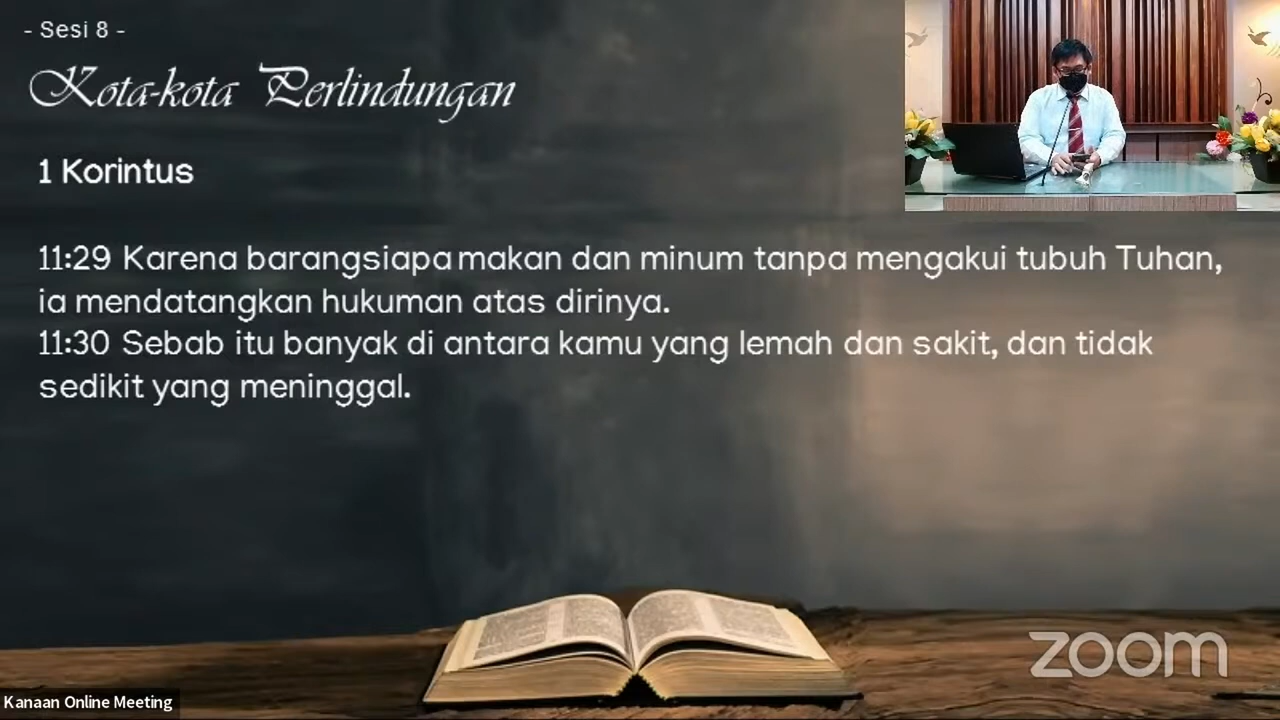 - Sesi 8 -
Kota-kota Perlindungan
1 Korintus
11:29 Karena barangsiapa makan dan minum tanpa mengakui tubuh Tuhan,
ia mendatangkan hukuman atas dirinya.
11:30 Sebab itu banyak di antara kamu yang lemah dan sakit, dan tidak
sedikit yang meninggal.
zoom
Kanaan Online Meeting